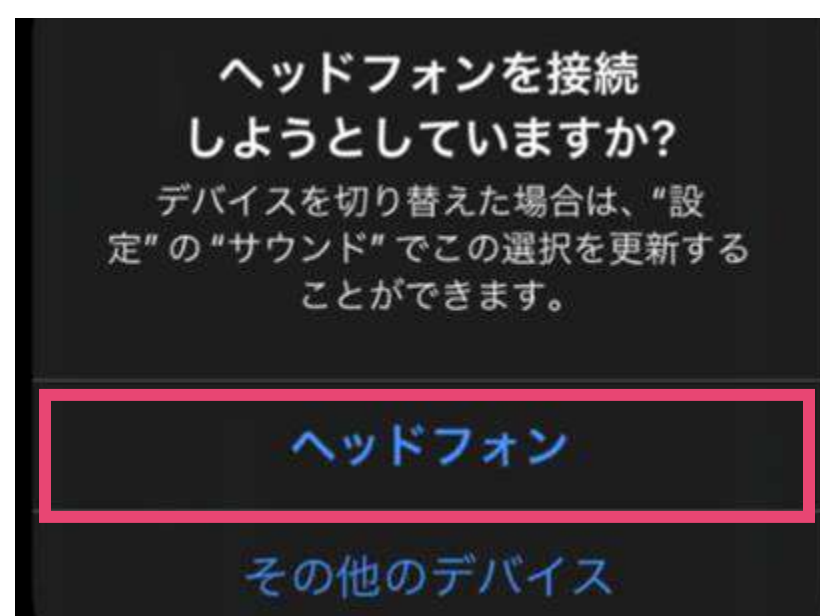 ヘッドフォンを接続
しようとしていますか?
デバイスを切り替えた場合は、“設
定” の “サウンド” でこの選択を更新する
ことができます。
ヘッドフォン
その他のデバイス